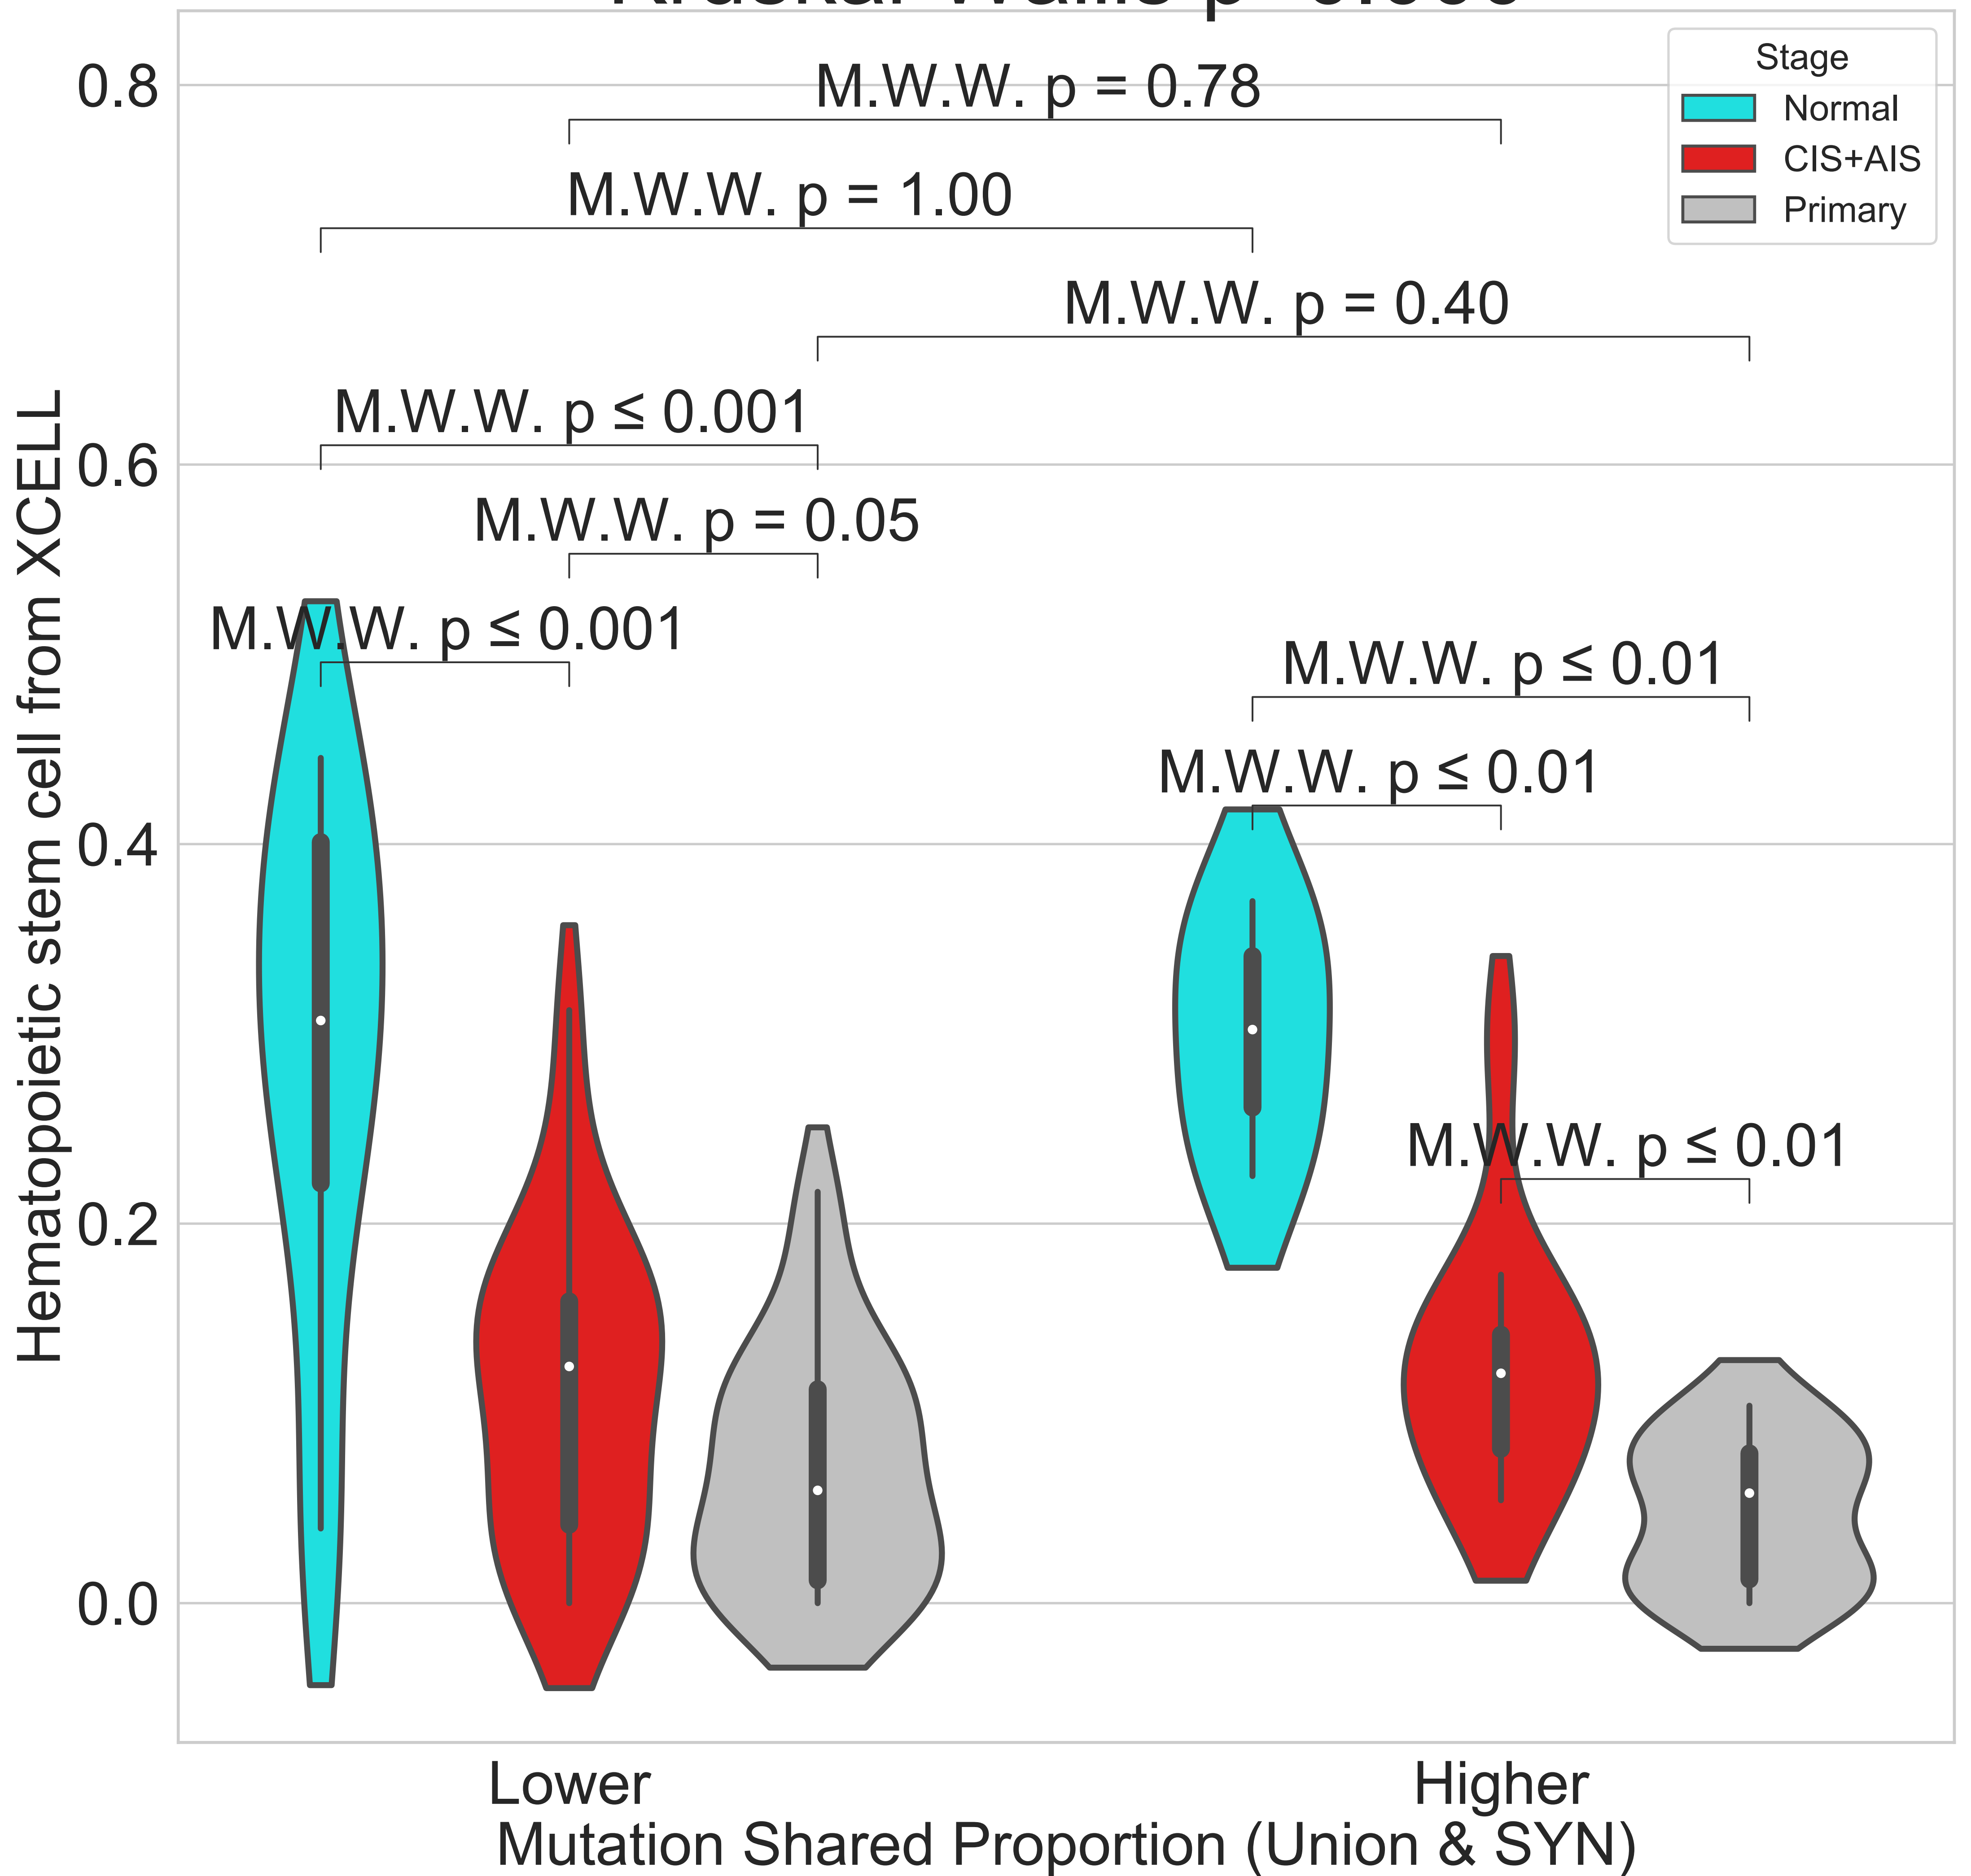 Stage
Normal
CIS+AIS
Primary
M.W.W. p = 0.78
M.W.W. p = 1.00
M.W.W. p = 0.40
M.W.W. p ≤ 0.001
M.W.W. p = 0.05
M.W.W. p ≤ 0.001
M.W.W. p ≤ 0.01
M.W.W. p ≤ 0.01
M.W.W. p ≤ 0.01
0.8
0.6
0.4
0.2
0.0
Hematopoietic stem cell from XCELL
Lower
Higher
Mutation Shared Proportion (Union & SYN)